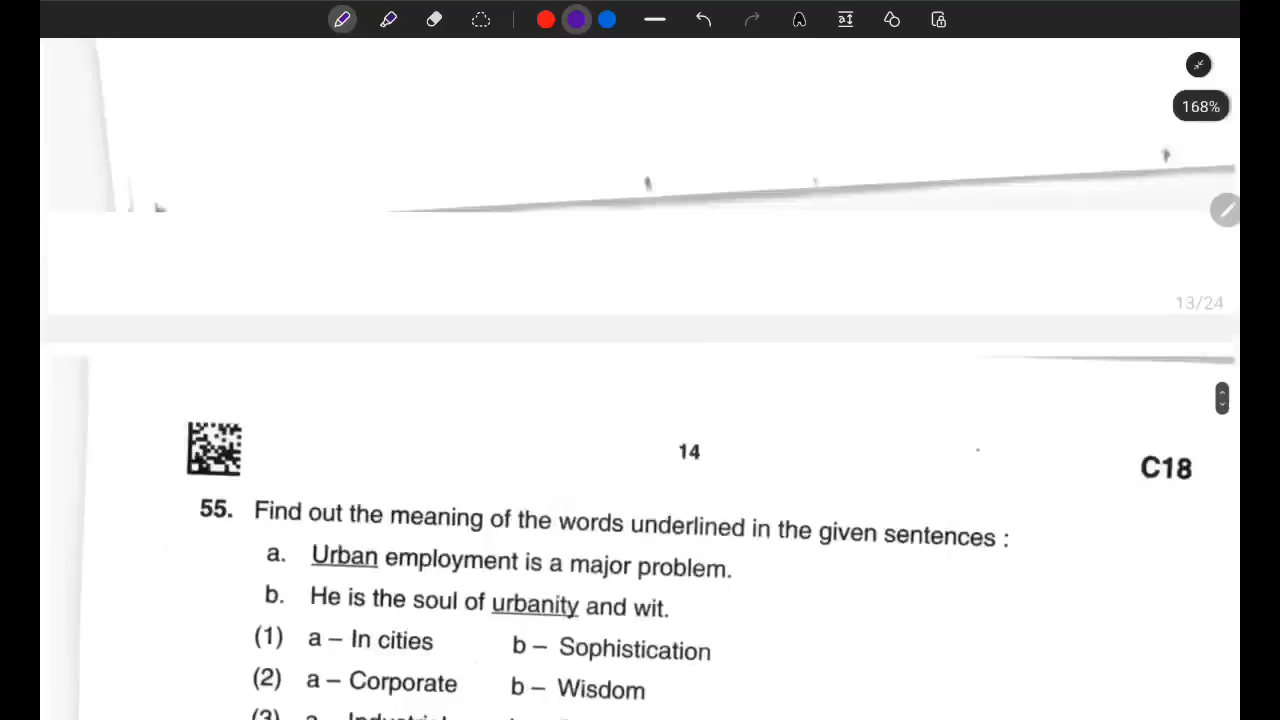 168%
13/24
14
C18
55. Find out the meaning of the words underlined in the given sentences :
a. Urban employment is a major problem.
b. He is the soul of urbanity and wit.
(1) a – In cities b – Sophistication
(2) a – Corporate b – Wisdom
(3) a – Industrial